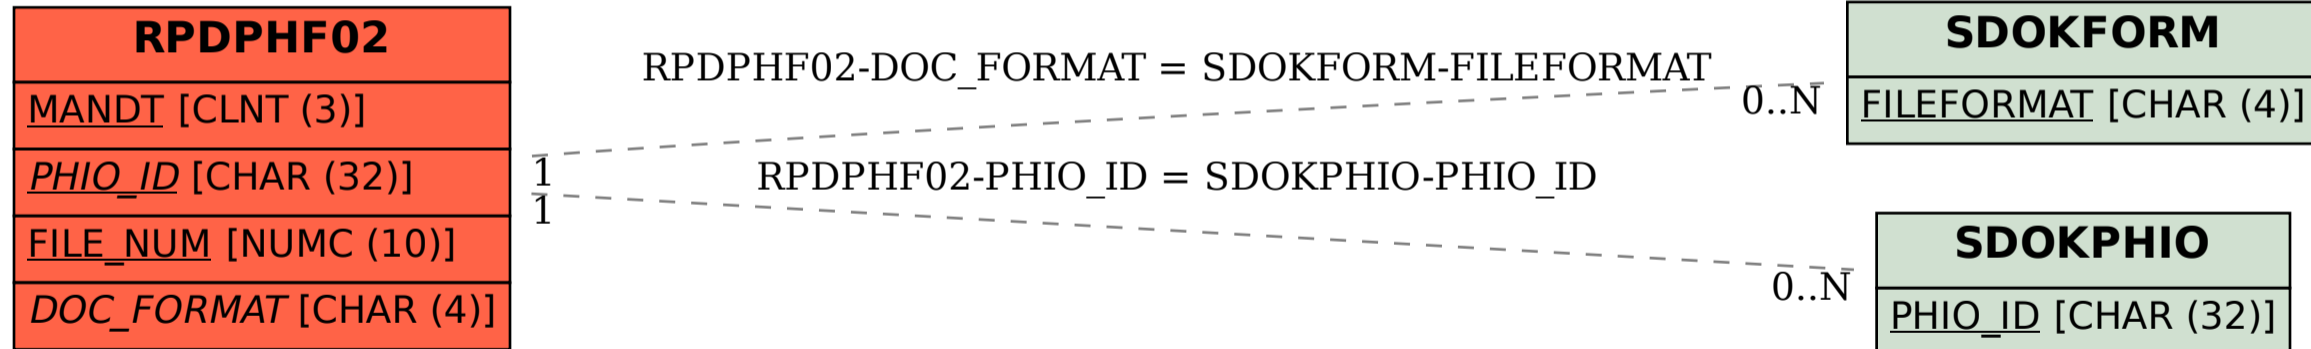 RPDPHF02
MANDT [CLNT (3)]
PHIO_ID [CHAR (32)]
FILE_NUM [NUMC (10)]
DOC_FORMAT [CHAR (4)]
RPDPHF02-DOC_FORMAT = SDOKFORM-FILEFORMAT
0..N
1
RPDPHF02-PHIO_ID = SDOKPHIO-PHIO_ID
1
0..N
SDOKFORM
FILEFORMAT [CHAR (4)]
SDOKPHIO
PHIO_ID [CHAR (32)]